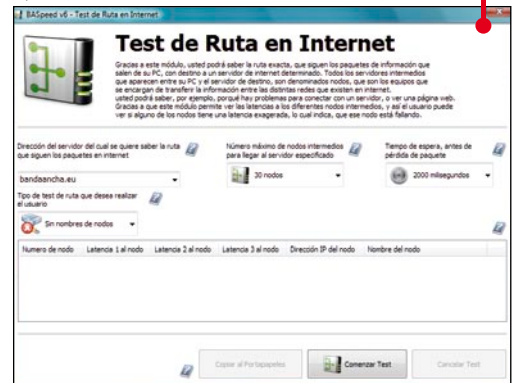 BASpeed v6 - Test de Ruta en Internet
Test de Ruta en Internet
Gracias a este módulo, usted podrá saber la ruta exacta, que siguen los paquetes de información que
salen de su PC, con destino a un servidor de internet determinado. Todos los servidores intermedios
que aparecen entre su PC y el servidor de destino, son denominados nodos, que son los equipos que
se encargan de transferir la información entre las distintas redes que existen en internet.
usted podrá saber, por ejemplo, porqué hay problemas para conectar con un servidor, o ver una página web.
Gracias a que este módulo permite ver las latencias a los diferentes nodos intermedios, y así el usuario puede
ver si alguno de los nodos tiene una latencia exagerada, lo cual indica, que ese nodo está fallando.
Dirección del servidor del cual se quiere saber la ruta
que siguen los paquetes en internet
Número máximo de nodos intermedios
para llegar al servidor especificado
Tiempo de espera, antes de
pérdida de paquete
bandaancha.eu
30 nodos
2000 milisegundos
Tipo de test de ruta que desea realizar
el usuario
Sin nombres de nodos
Numero de nodo Latencia 1 al nodo Latencia 2 al nodo Latencia 3 al nodo Dirección IP del nodo Nombre del nodo
Copiar al Portapapeles Comenzar Test Cancelar Test